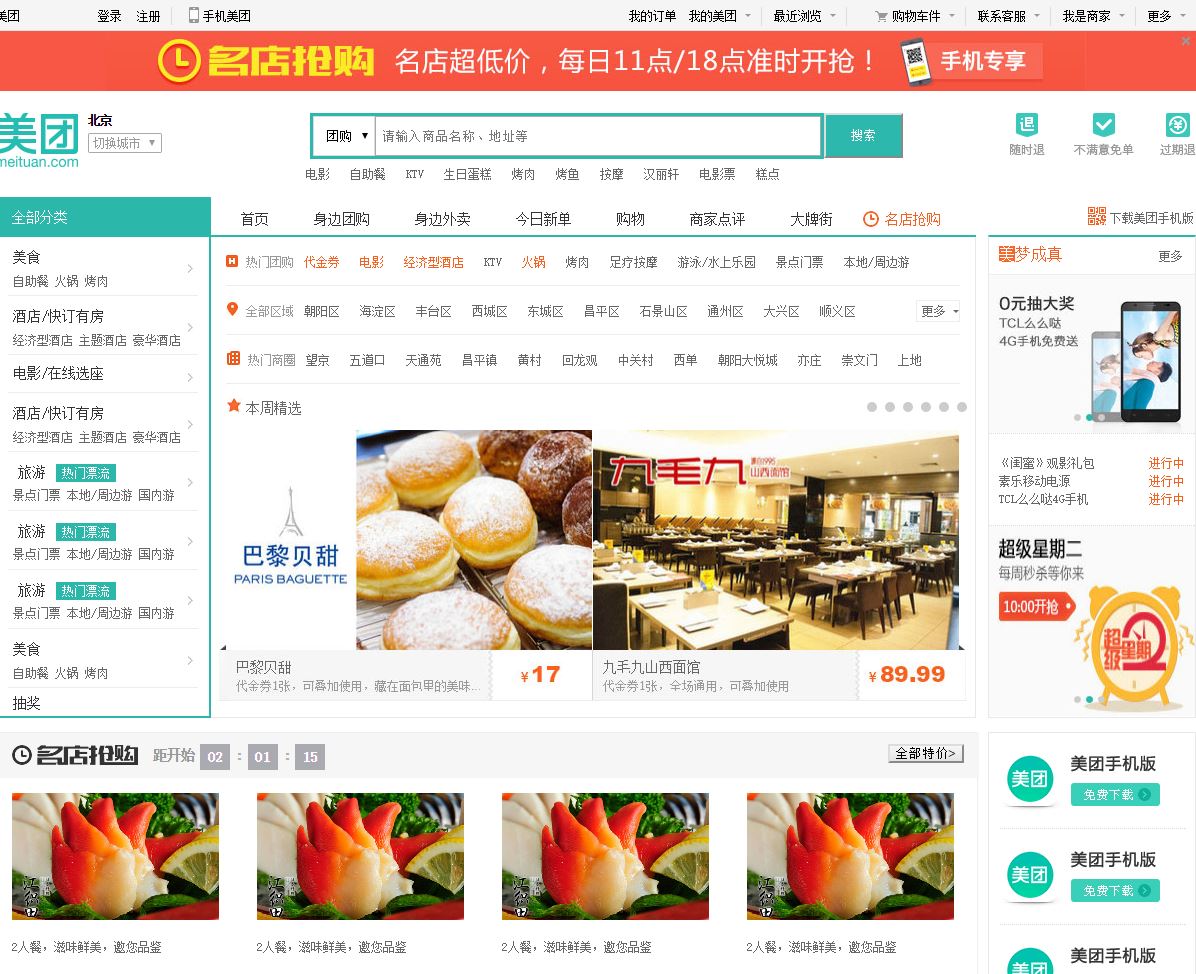 美团 登录 注册 手机美团 我的订单 我的美团 最近浏览 购物车件 联系客服 我是商家 更多
名店抢购 名店超低价，每日11点/18点准时开抢！ 手机专享
美团 meituan.com
北京
切换城市
团购 请输入商品名称、地址等 搜索
电影 自助餐 KTV 生日蛋糕 烤肉 烤鱼 按摩 汉丽轩 电影票 糕点
随时退 不满意免单 过期退
全部分类 首页 身边团购 身边外卖 今日新单 购物 商家点评 大牌街 名店抢购 下载美团手机版
美食
自助餐 火锅 烤肉
酒店/快订有房
经济型酒店 主题酒店 豪华酒店
电影/在线选座
酒店/快订有房
经济型酒店 主题酒店 豪华酒店
旅游 热门漂流
景点门票 本地/周边游 国内游
旅游 热门漂流
景点门票 本地/周边游 国内游
旅游 热门漂流
景点门票 本地/周边游 国内游
美食
自助餐 火锅 烤肉
抽奖
热门团购 代金券 电影 经济型酒店 KTV 火锅 烤肉 足疗按摩 游泳/水上乐园 景点门票 本地/周边游
全部区域 朝阳区 海淀区 丰台区 西城区 东城区 昌平区 石景山区 通州区 大兴区 顺义区 更多
热门商圈 望京 五道口 天通苑 昌平镇 黄村 回龙观 中关村 西单 朝阳大悦城 亦庄 崇文门 上地
本周精选
巴黎贝甜
PARIS BAGUETTE
九毛九 源自1995 山西面馆
巴黎贝甜
代金券1张，可叠加使用，藏在面包里的美味...
¥17
九毛九山西面馆
代金券1张，全场通用，可叠加使用
¥89.99
梦成真 更多
0元抽大奖
TCL么么哒
4G手机免费送
《闺蜜》观影礼包 进行中
索乐移动电源 进行中
TCL么么哒4G手机 进行中
超级星期二
每周秒杀等你来
10:00开抢
超级星期2
名店抢购 距开始 02 : 01 : 15 全部特价>
江稻田 江稻田 江稻田 江稻田
2人餐，滋味鲜美，邀您品鉴 2人餐，滋味鲜美，邀您品鉴 2人餐，滋味鲜美，邀您品鉴 2人餐，滋味鲜美，邀您品鉴
美团 美团手机版
免费下载
美团 美团手机版
免费下载
美团 美团手机版